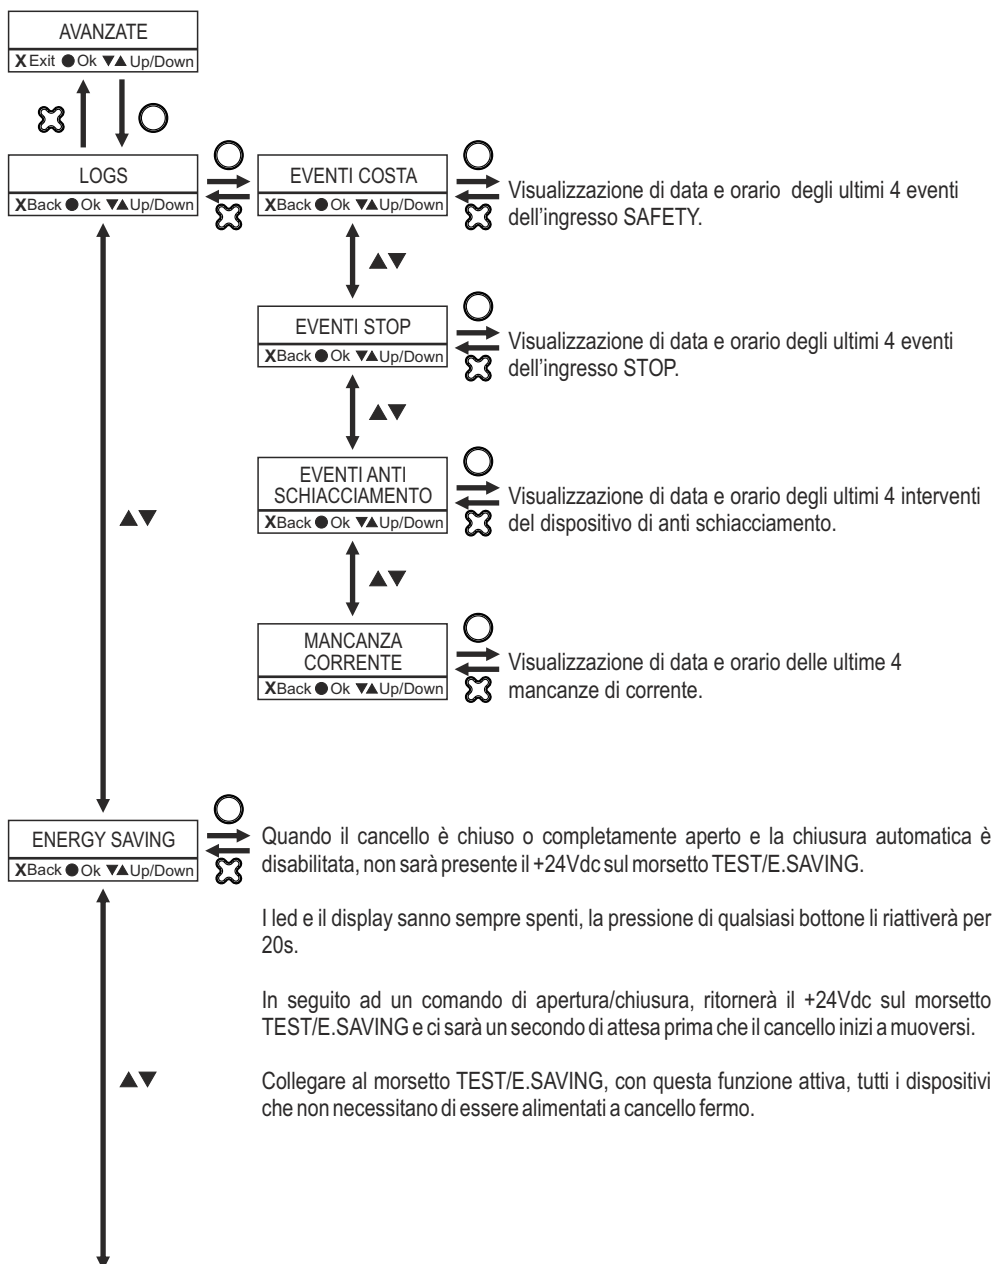 AVANZATE
X Exit ● Ok ▼▲ Up/Down
LOGS
XBack ● Ok ▼▲Up/Down
EVENTI COSTA
XBack ● Ok ▼▲Up/Down
Visualizzazione di data e orario degli ultimi 4 eventi
dell'ingresso SAFETY.
▲▼
EVENTI STOP
XBack ● Ok ▼▲Up/Down
Visualizzazione di data e orario degli ultimi 4 eventi
dell'ingresso STOP.
▲▼
EVENTI ANTI
SCHIACCIAMENTO
XBack ● Ok ▼▲Up/Down
Visualizzazione di data e orario degli ultimi 4 interventi
del dispositivo di anti schiacciamento.
▲▼
▲▼
MANCANZA
CORRENTE
XBack ● Ok ▼▲Up/Down
Visualizzazione di data e orario delle ultime 4
mancanze di corrente.
ENERGY SAVING
XBack ● Ok ▼▲Up/Down
Quando il cancello è chiuso o completamente aperto e la chiusura automatica è
disabilitata, non sarà presente il +24Vdc sul morsetto TEST/E.SAVING.
I led e il display sanno sempre spenti, la pressione di qualsiasi bottone li riattiverà per
20s.
In seguito ad un comando di apertura/chiusura, ritornerà il +24Vdc sul morsetto
TEST/E.SAVING e ci sarà un secondo di attesa prima che il cancello inizi a muoversi.
▲▼
Collegare al morsetto TEST/E.SAVING, con questa funzione attiva, tutti i dispositivi
che non necessitano di essere alimentati a cancello fermo.